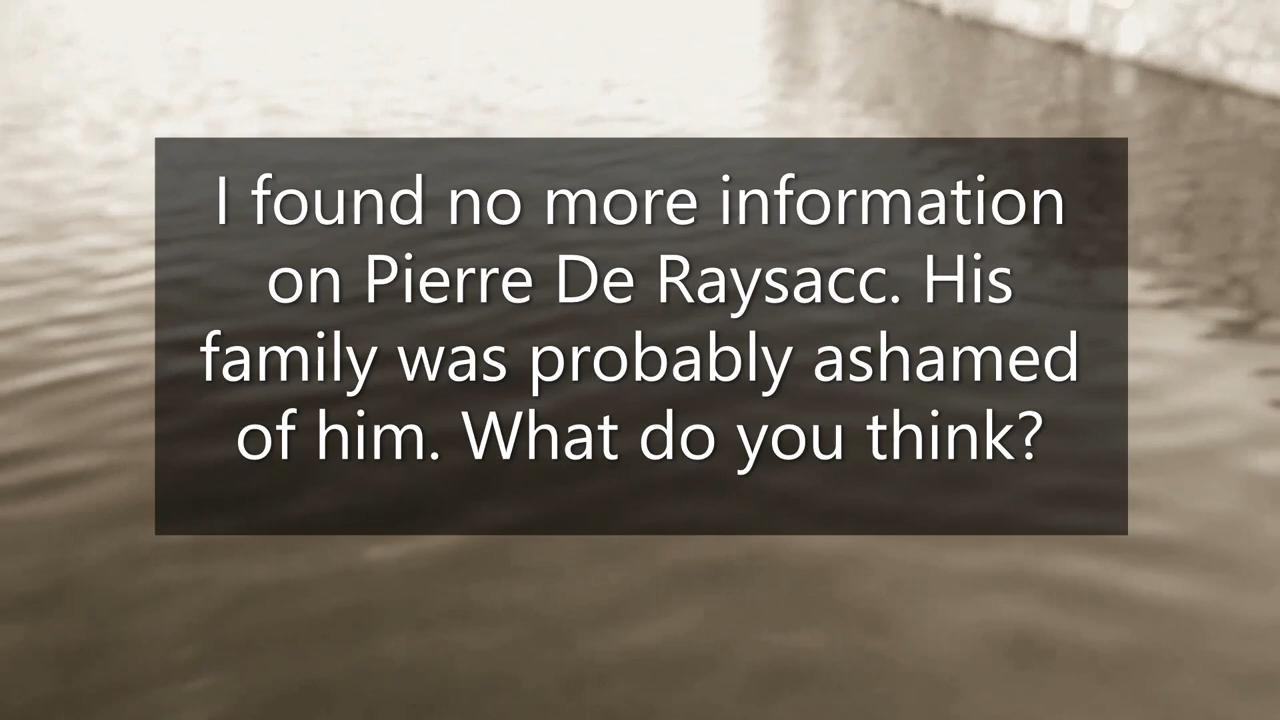 I found no more information
on Pierre De Raysacc. His
family was probably ashamed
of him. What do you think?